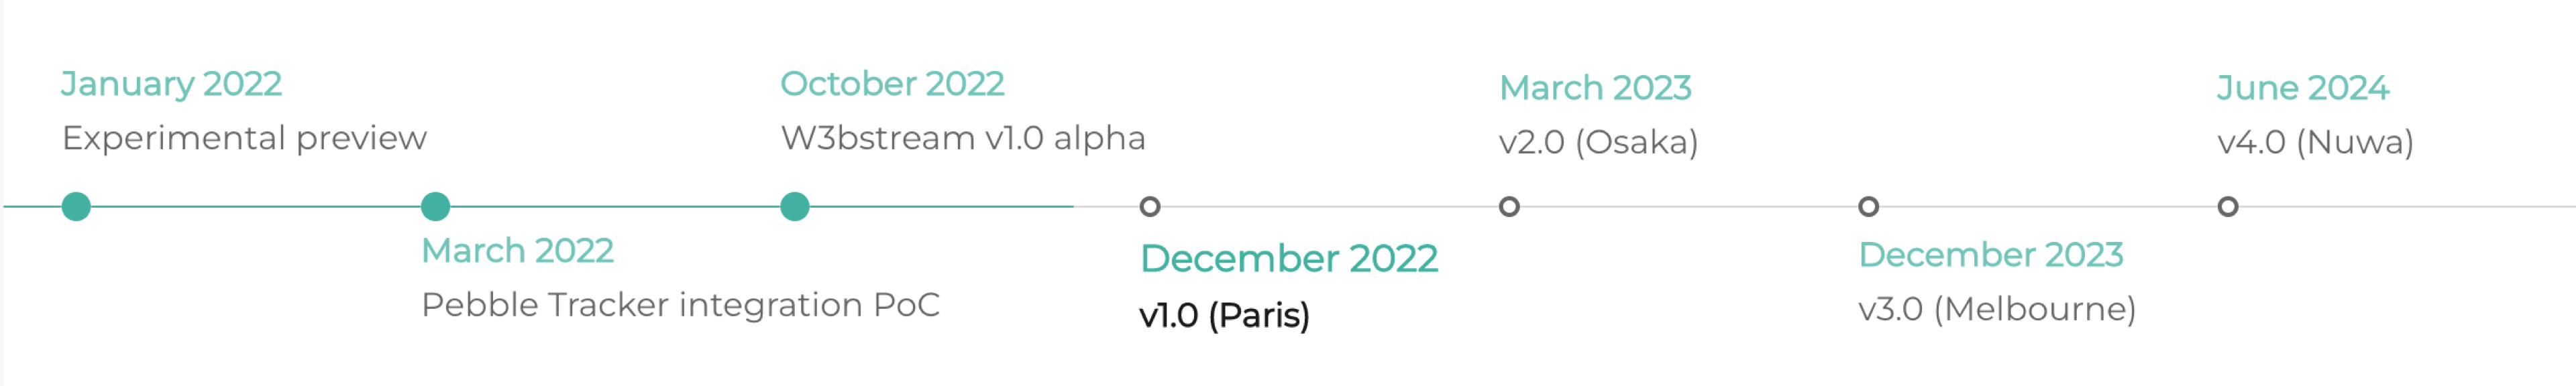 January 2022
Experimental preview
March 2022
Pebble Tracker integration PoC
October 2022
W3bstream v1.0 alpha
December 2022
v1.0 (Paris)
March 2023
v2.0 (Osaka)
December 2023
v3.0 (Melbourne)
June 2024
v4.0 (Nuwa)